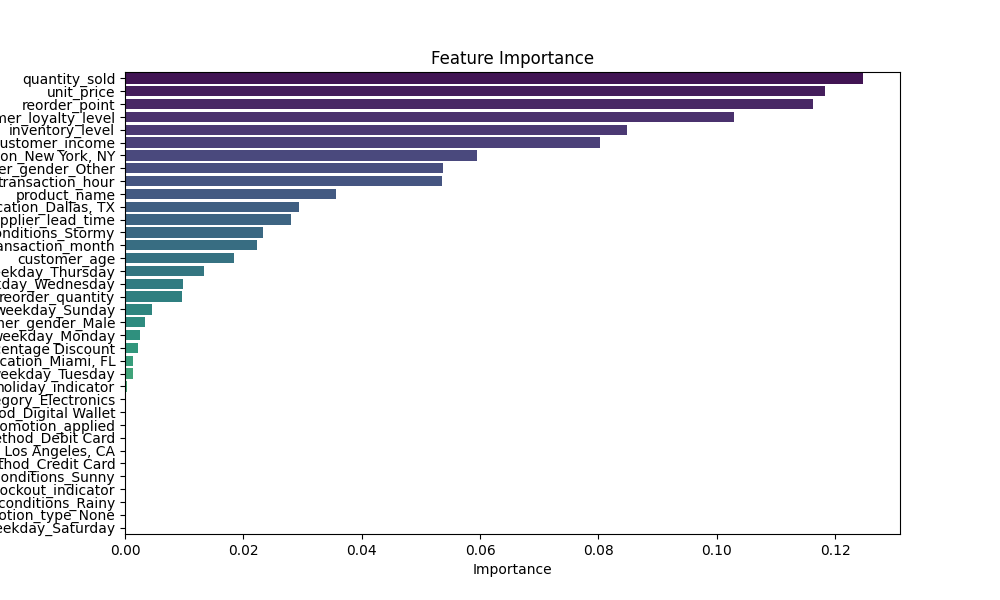 Feature Importance
quantity_sold
unit_price
reorder_point
mer_loyalty_level
inventory_level
ustomer_income
on_New York, NY
er_gender_Other
transaction_hour
product_name
cation_Dallas, TX
pplier_lead_time
onditions_Stormy
ansaction_month
customer_age
ekday_Thursday
kday_Wednesday
reorder_quantity
weekday_Sunday
ner_gender_Male
weekday_Monday
entage Discount
cation_Miami, FL
eekday_Tuesday
holiday_indicator
egory_Electronics
od_Digital Wallet
omotion_applied
ethod_Debit Card
Los Angeles, CA
thod_Credit Card
onditions_Sunny
ockout_indicator
conditions_Rainy
otion_type_None
eekday_Saturday
0.00 0.02 0.04 0.06 0.08 0.10 0.12
Importance